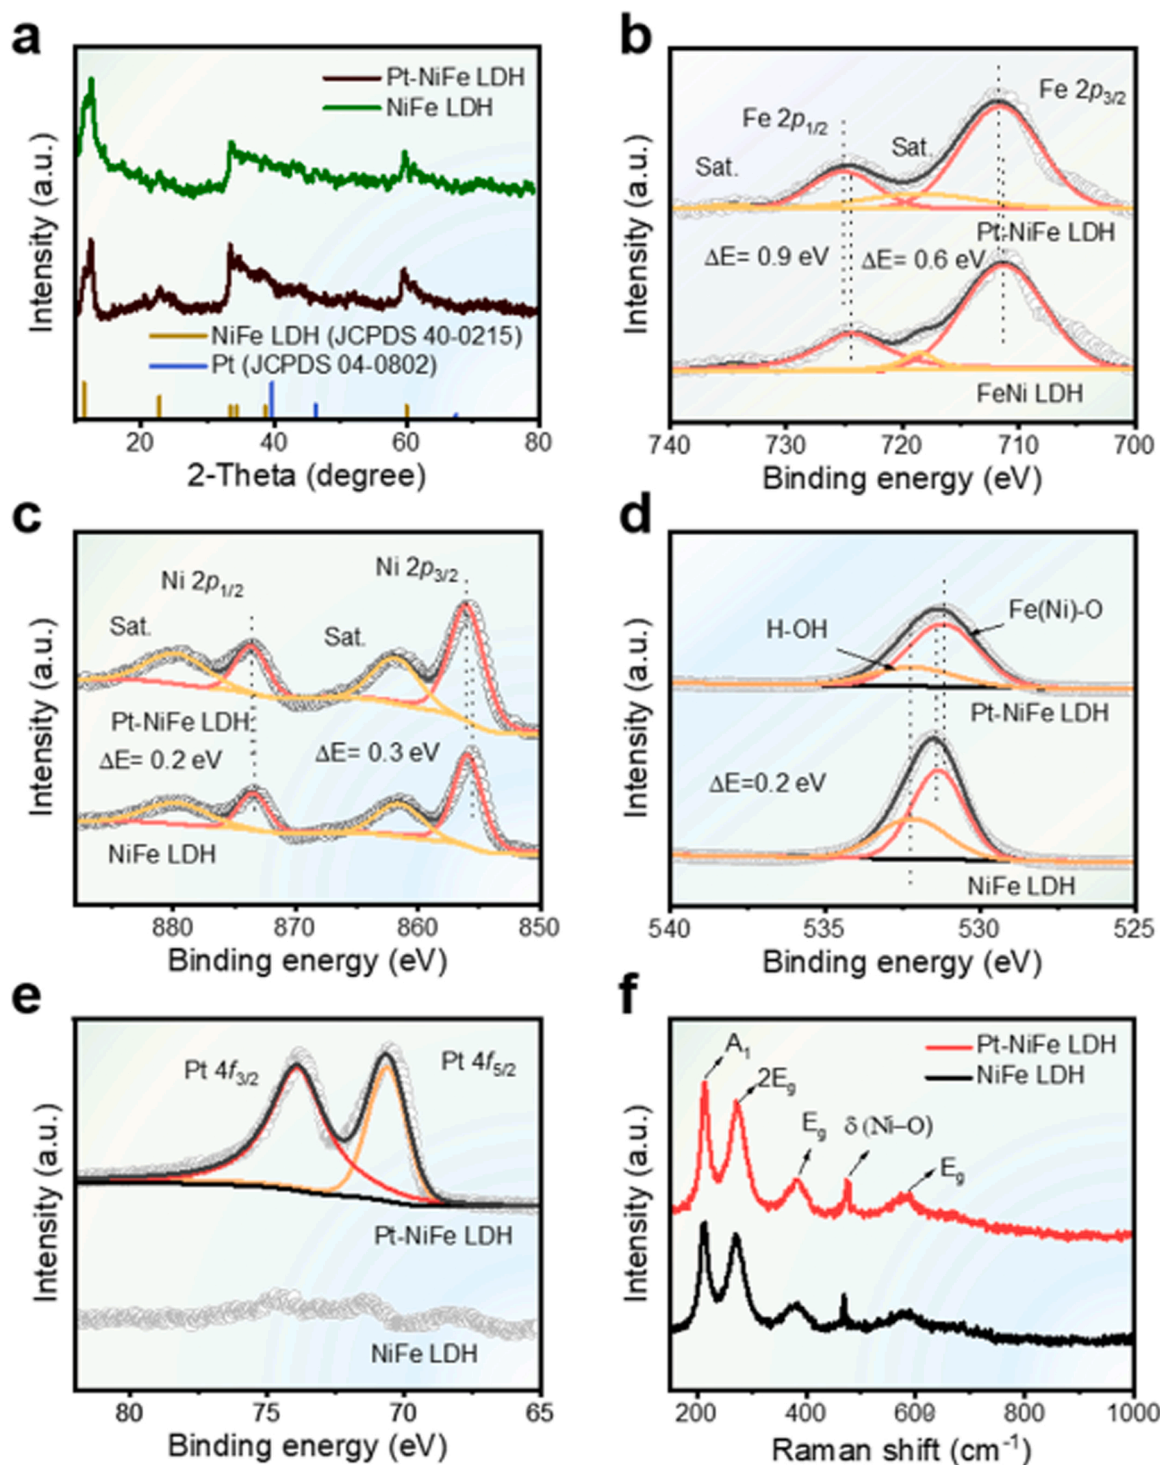 a
Pt-NiFe LDH
NiFe LDH
NiFe LDH (JCPDS 40-0215)
Pt (JCPDS 04-0802)
Intensity (a.u.)
20 40 60 80
2-Theta (degree)
b
Fe 2p3/2
Fe 2p1/2
Sat.
Sat.
Pt-NiFe LDH
ΔE= 0.9 eV
ΔE= 0.6 eV
FeNi LDH
Intensity (a.u.)
740 730 720 710 700
Binding energy (eV)
c
Ni 2p3/2
Ni 2p1/2
Sat.
Sat.
Pt-NiFe LDH
ΔE= 0.2 eV
ΔE= 0.3 eV
NiFe LDH
Intensity (a.u.)
880 870 860 850
Binding energy (eV)
d
Fe(Ni)-O
H-OH
Pt-NiFe LDH
ΔE=0.2 eV
NiFe LDH
Intensity (a.u.)
540 535 530 525
Binding energy (eV)
e
Pt 4f3/2
Pt 4f5/2
Pt-NiFe LDH
NiFe LDH
Intensity (a.u.)
80 75 70 65
Binding energy (eV)
f
Pt-NiFe LDH
NiFe LDH
A1
2Eg
Eg
δ (Ni–O)
Eg
Intensity (a.u.)
200 400 600 800 1000
Raman shift (cm-1)